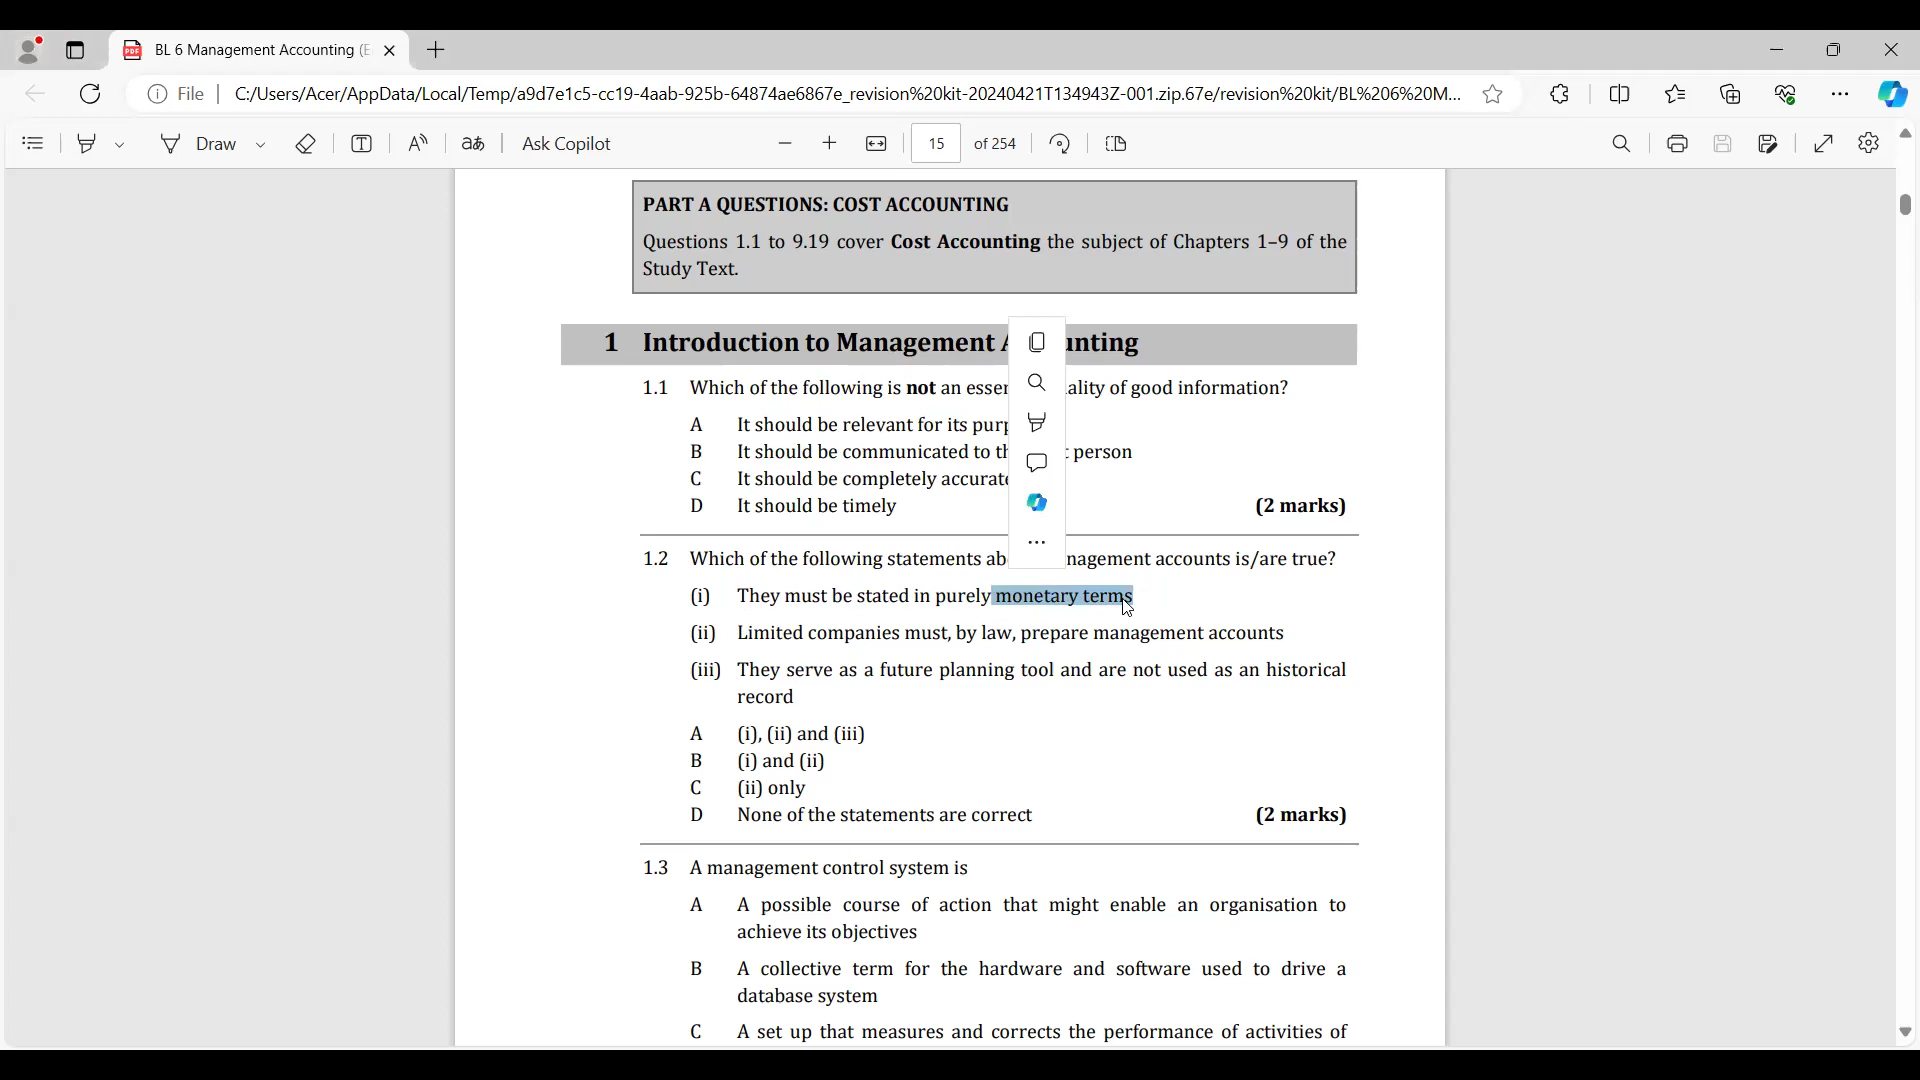 BL 6 Management Accounting (E
File
C:/Users/Acer/AppData/Local/Temp/a9d7e1c5-cc19-4aab-925b-64874ae6867e_revision%20kit-20240421T134943Z-001.zip.67e/revision%20kit/BL%206%20M...
Draw
Ask Copilot
15 of 254
PART A QUESTIONS: COST ACCOUNTING
Questions 1.1 to 9.19 cover Cost Accounting the subject of Chapters 1–9 of the
Study Text.
1 Introduction to Management A unting
1.1 Which of the following is not an esser ality of good information?
A It should be relevant for its purp
B It should be communicated to th t person
C It should be completely accurate
D It should be timely (2 marks)
1.2 Which of the following statements ab nagement accounts is/are true?
(i) They must be stated in purely monetary terms
(ii) Limited companies must, by law, prepare management accounts
(iii) They serve as a future planning tool and are not used as an historical
record
A (i), (ii) and (iii)
B (i) and (ii)
C (ii) only
D None of the statements are correct (2 marks)
1.3 A management control system is
A A possible course of action that might enable an organisation to
achieve its objectives
B A collective term for the hardware and software used to drive a
database system
C A set up that measures and corrects the performance of activities of